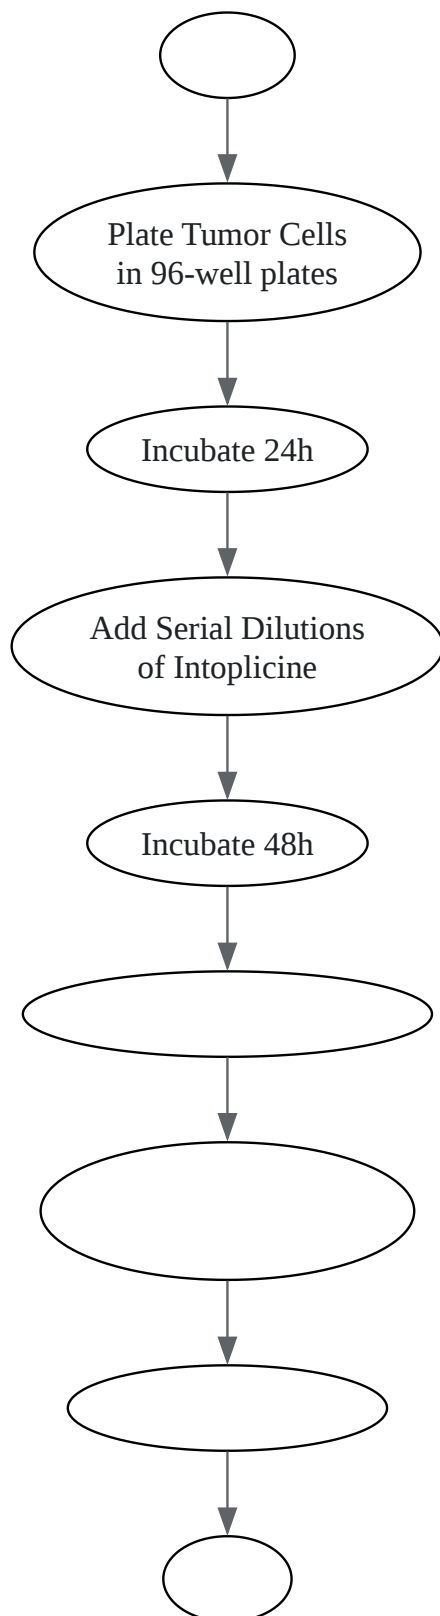 Plate Tumor Cells
in 96-well plates
Incubate 24h
Add Serial Dilutions
of Intoplicine
Incubate 48h